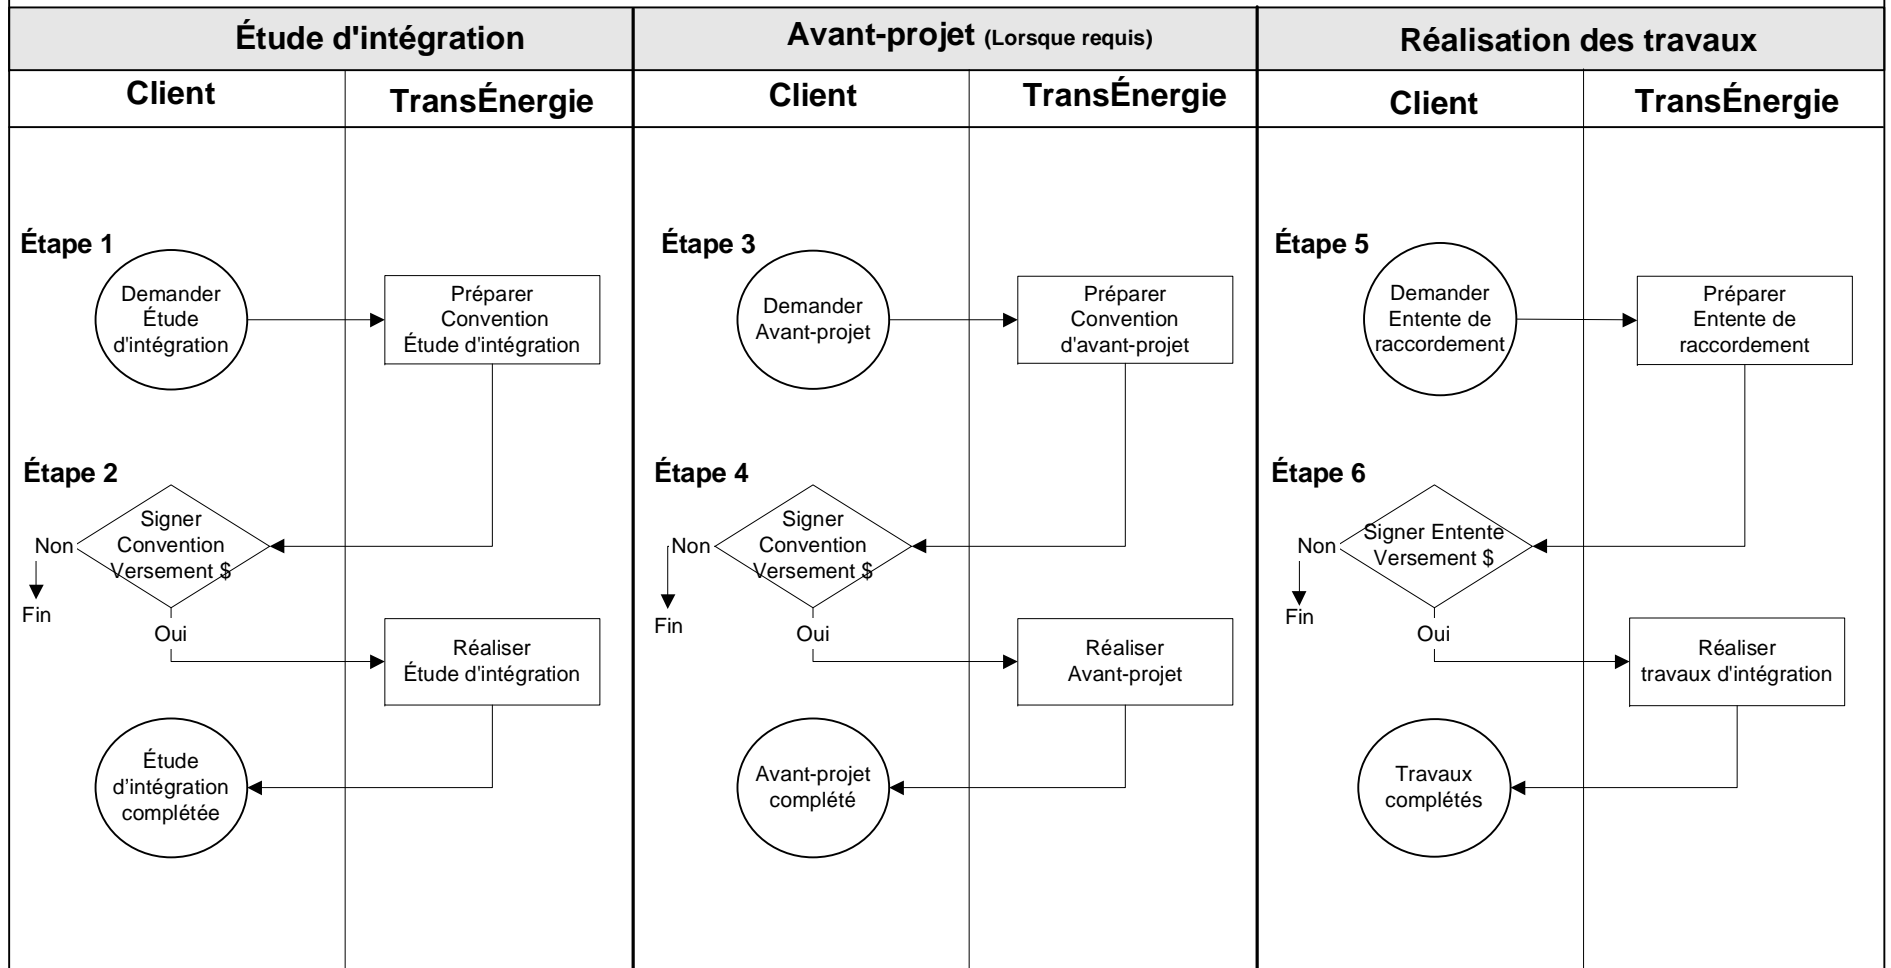 Étude d'intégration
Avant-projet (Lorsque requis)
Réalisation des travaux
Client
TransÉnergie
Client
TransÉnergie
Client
TransÉnergie
Étape 1
Demander
Étude
d'intégration
Préparer
Convention
Étude d'intégration
Étape 2
Signer
Convention
Versement $
Non
Fin
Oui
Réaliser
Étude d'intégration
Étude
d'intégration
complétée
Étape 3
Demander
Avant-projet
Préparer
Convention
d'avant-projet
Étape 4
Signer
Convention
Versement $
Non
Fin
Oui
Réaliser
Avant-projet
Avant-projet
complété
Étape 5
Demander
Entente de
raccordement
Préparer
Entente de
raccordement
Étape 6
Signer Entente
Versement $
Non
Fin
Oui
Réaliser
travaux d'intégration
Travaux
complétés